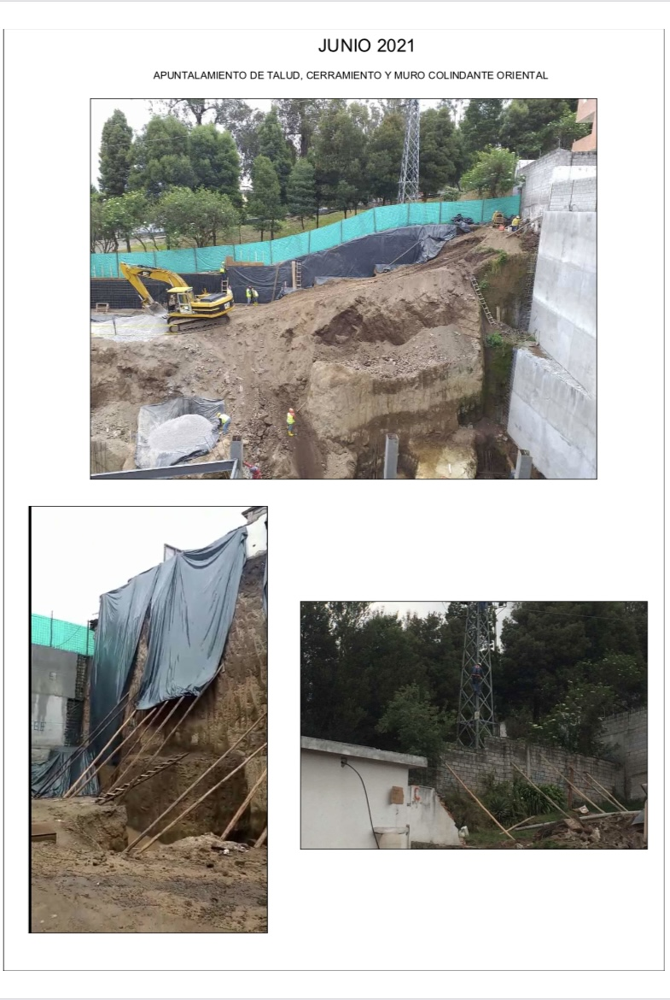 JUNIO 2021
APUNTALAMIENTO DE TALUD, CERRAMIENTO Y MURO COLINDANTE ORIENTAL